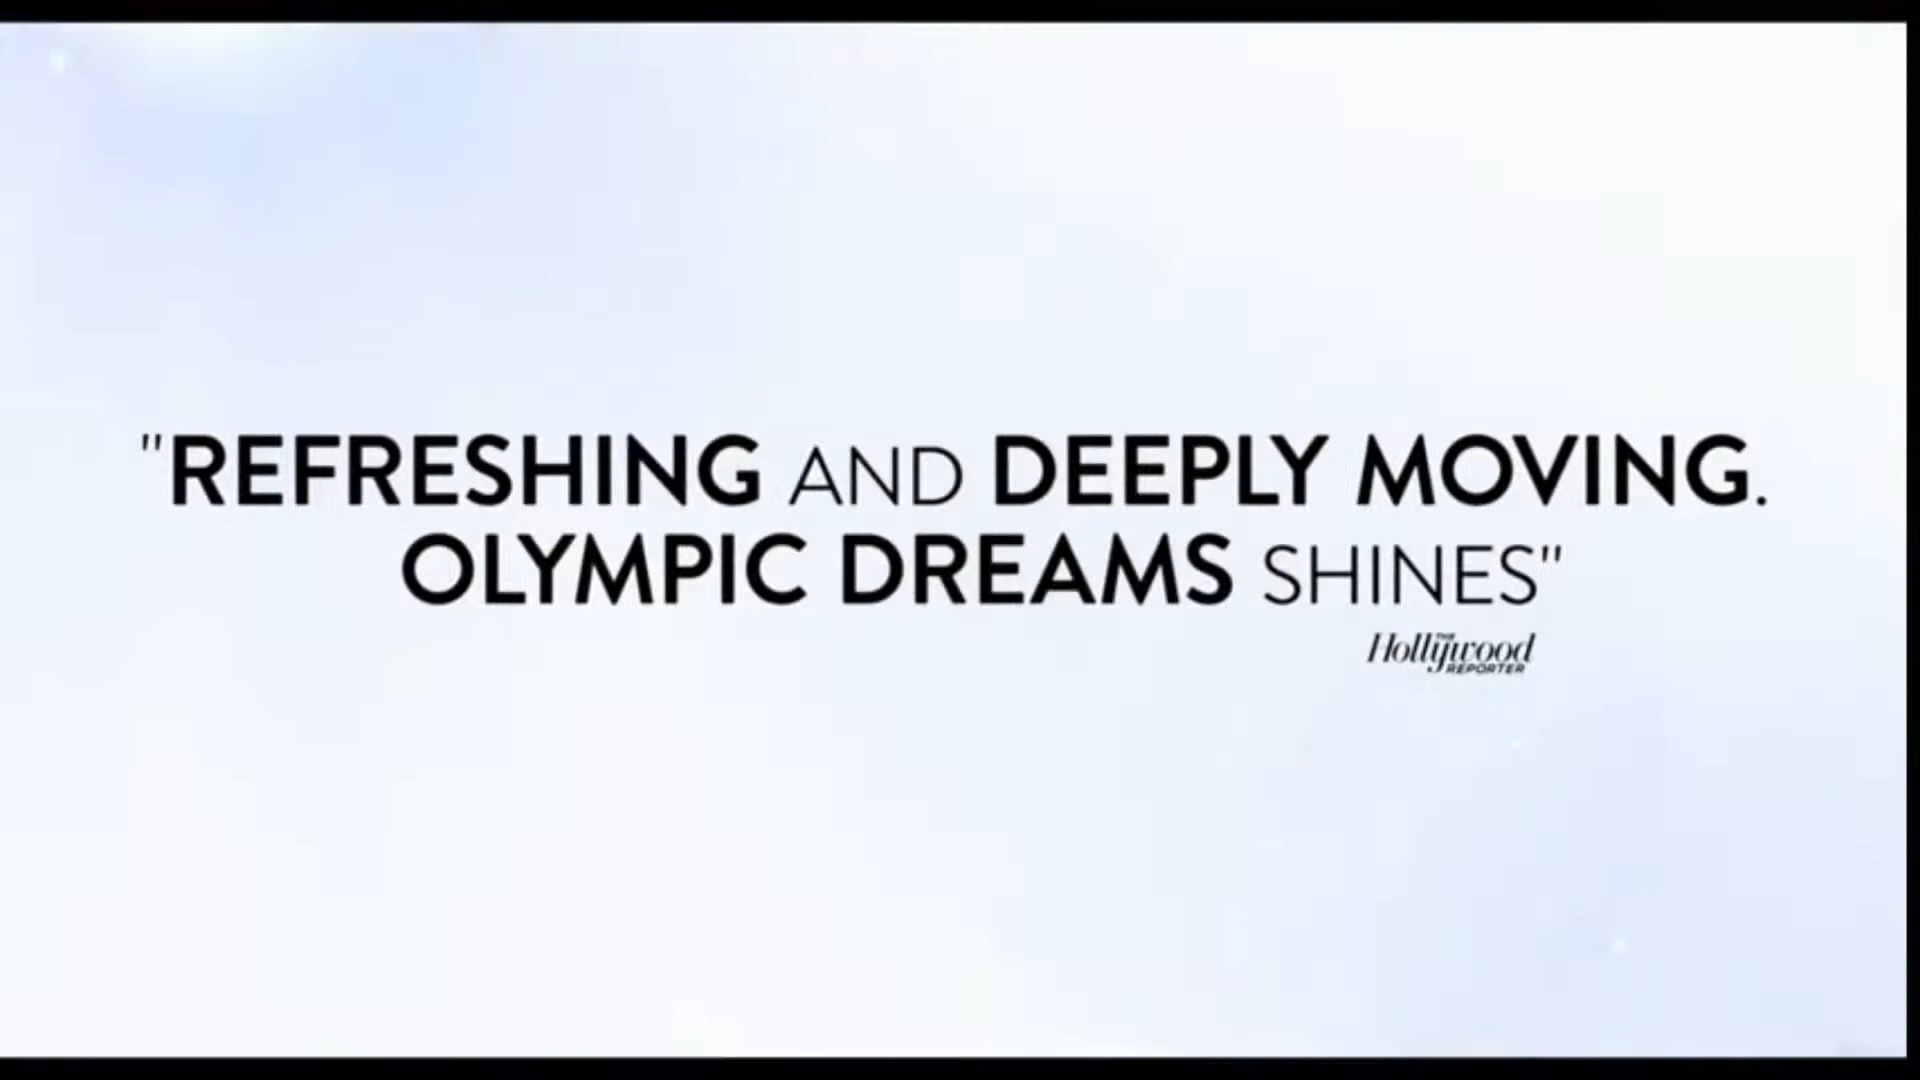 "REFRESHING AND DEEPLY MOVING.
OLYMPIC DREAMS SHINES"
THE
Hollywood
REPORTER